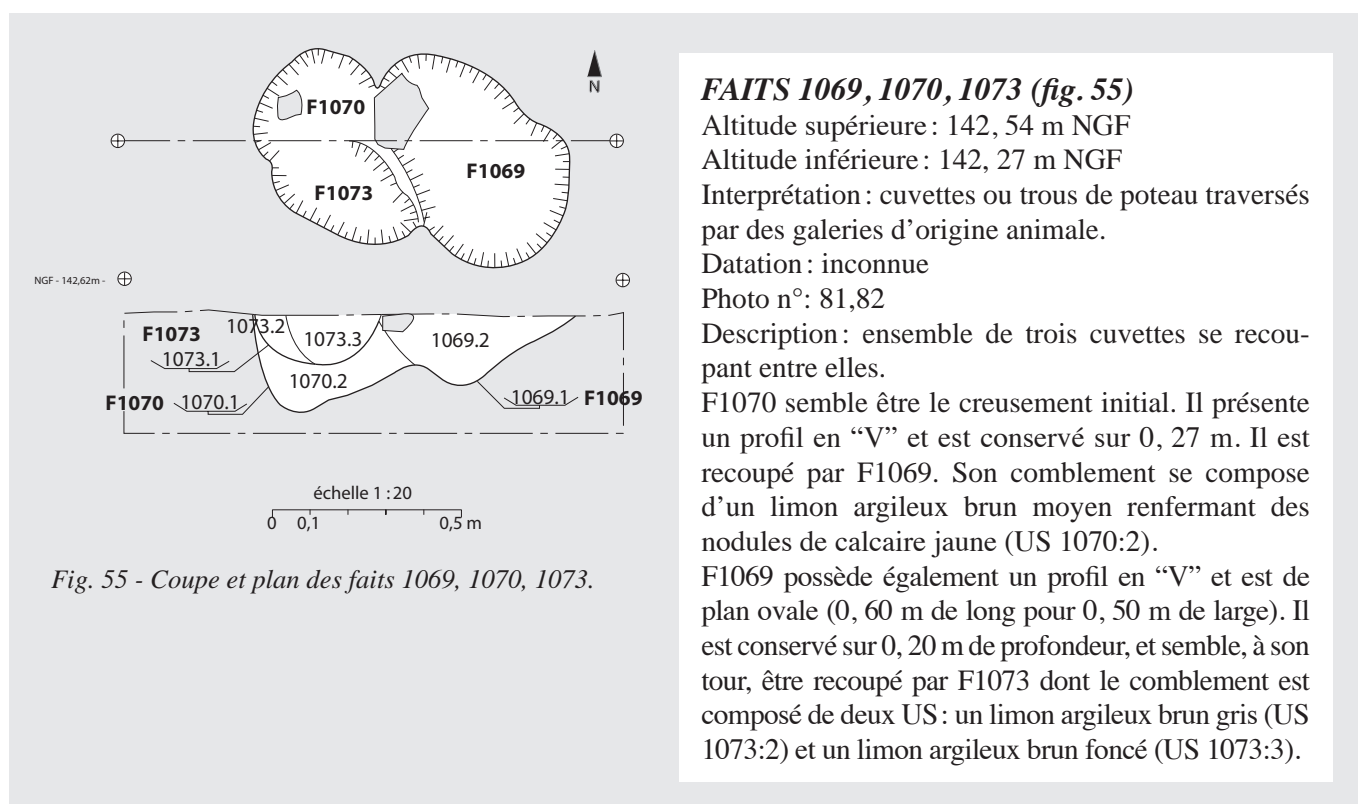 N
F1070
F1069
F1073
NGF - 142,62m -
F1073
1073.2
1073.3
1069.2
1073.1
1070.2
F1070
1070.1
1069.1
F1069
échelle 1 : 20
0 0,1 0,5 m
Fig. 55 - Coupe et plan des faits 1069, 1070, 1073.
FAITS 1069, 1070, 1073 (fig. 55)
Altitude supérieure : 142, 54 m NGF
Altitude inférieure : 142, 27 m NGF
Interprétation : cuvettes ou trous de poteau traversés
par des galeries d’origine animale.
Datation : inconnue
Photo n°: 81,82
Description : ensemble de trois cuvettes se recou-
pant entre elles.
F1070 semble être le creusement initial. Il présente
un profil en “V” et est conservé sur 0, 27 m. Il est
recoupé par F1069. Son comblement se compose
d’un limon argileux brun moyen renfermant des
nodules de calcaire jaune (US 1070:2).
F1069 possède également un profil en “V” et est de
plan ovale (0, 60 m de long pour 0, 50 m de large). Il
est conservé sur 0, 20 m de profondeur, et semble, à son
tour, être recoupé par F1073 dont le comblement est
composé de deux US : un limon argileux brun gris (US
1073:2) et un limon argileux brun foncé (US 1073:3).